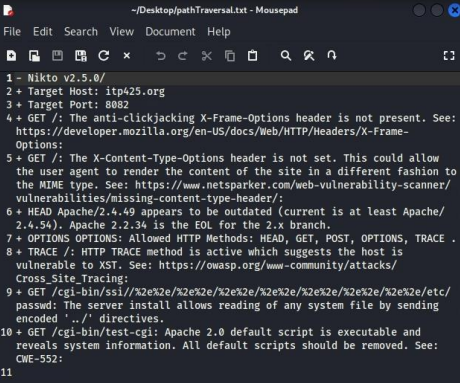 ~/Desktop/pathTraversal.txt - Mousepad
File Edit Search View Document Help
1 - Nikto v2.5.0/
2 + Target Host: itp425.org
3 + Target Port: 8082
4 + GET /: The anti-clickjacking X-Frame-Options header is not present. See:
https://developer.mozilla.org/en-US/docs/Web/HTTP/Headers/X-Frame-
Options:
5 + GET /: The X-Content-Type-Options header is not set. This could allow
the user agent to render the content of the site in a different fashion to
the MIME type. See: https://www.netsparker.com/web-vulnerability-scanner/
vulnerabilities/missing-content-type-header/:
6 + HEAD Apache/2.4.49 appears to be outdated (current is at least Apache/
2.4.54). Apache 2.2.34 is the EOL for the 2.x branch.
7 + OPTIONS OPTIONS: Allowed HTTP Methods: HEAD, GET, POST, OPTIONS, TRACE .
8 + TRACE /: HTTP TRACE method is active which suggests the host is
vulnerable to XST. See: https://owasp.org/www-community/attacks/
Cross_Site_Tracing:
9 + GET /cgi-bin/ssi//%2e%2e/%2e%2e/%2e%2e/%2e%2e/%2e%2e/%2e%2e/etc/
passwd: The server install allows reading of any system file by sending
encoded '../' directives.
10 + GET /cgi-bin/test-cgi: Apache 2.0 default script is executable and
reveals system information. All default scripts should be removed. See:
CWE-552:
11